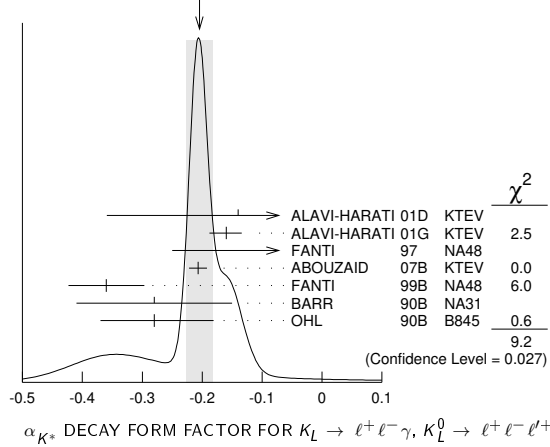 χ²
ALAVI-HARATI 01D KTEV
ALAVI-HARATI 01G KTEV 2.5
FANTI 97 NA48
ABOUZAID 07B KTEV 0.0
FANTI 99B NA48 6.0
BARR 90B NA31
OHL 90B B845 0.6
9.2
(Confidence Level = 0.027)
-0.5 -0.4 -0.3 -0.2 -0.1 0 0.1
α_{K*} DECAY FORM FACTOR FOR K_L → ℓ⁺ℓ⁻γ, K⁰_L → ℓ⁺ℓ⁻ℓ′⁺